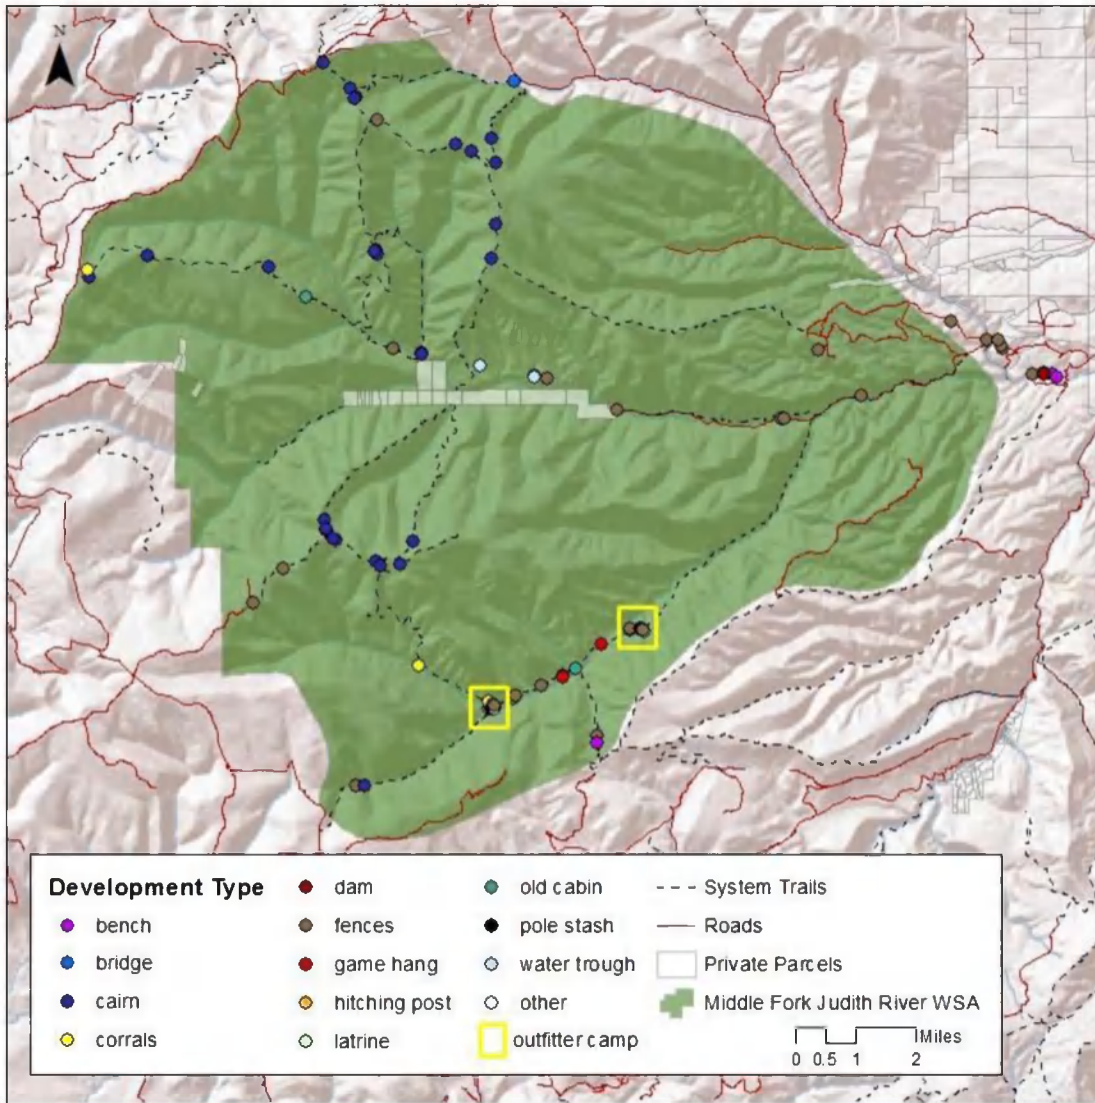 N
Development Type
bench
bridge
cairn
corrals
dam
fences
game hang
hitching post
latrine
old cabin
pole stash
water trough
other
outfitter camp
System Trails
Roads
Private Parcels
Middle Fork Judith River WSA
Miles
0 0.5 1 2